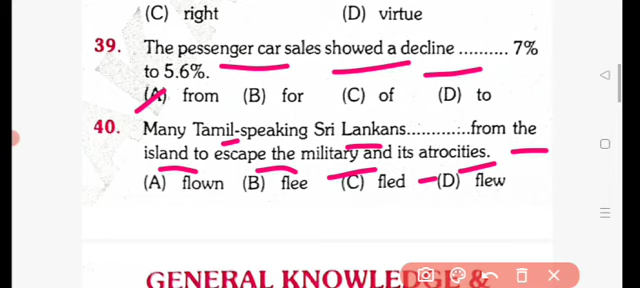 (C) right (D) virtue
39. The pessenger car sales showed a decline .......... 7%
to 5.6%.
(A) from (B) for (C) of (D) to
40. Many Tamil-speaking Sri Lankans............from the
island to escape the military and its atrocities.
(A) flown (B) flee (C) fled (D) flew
GENERAL KNOWLEDGE &